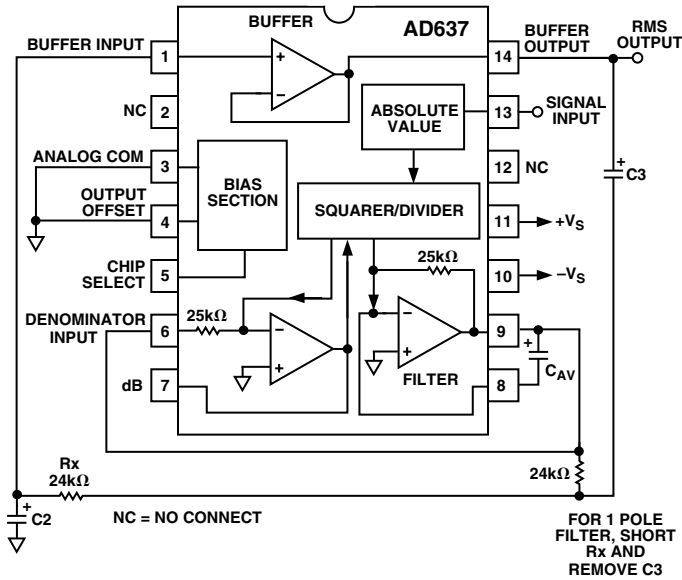 BUFFER
AD637
BUFFER INPUT
1
14
BUFFER
OUTPUT
RMS
OUTPUT
+
−
NC
2
ABSOLUTE
VALUE
13
SIGNAL
INPUT
ANALOG COM
3
BIAS
SECTION
12
NC
+
C3
OUTPUT
OFFSET
4
SQUARER/DIVIDER
11
+VS
CHIP
SELECT
5
25kΩ
10
−VS
DENOMINATOR
INPUT
6
25kΩ
−
+
−
+
FILTER
9
+
CAV
dB
7
8
Rx
24kΩ
24kΩ
+
C2
NC = NO CONNECT
FOR 1 POLE
FILTER, SHORT
Rx AND
REMOVE C3